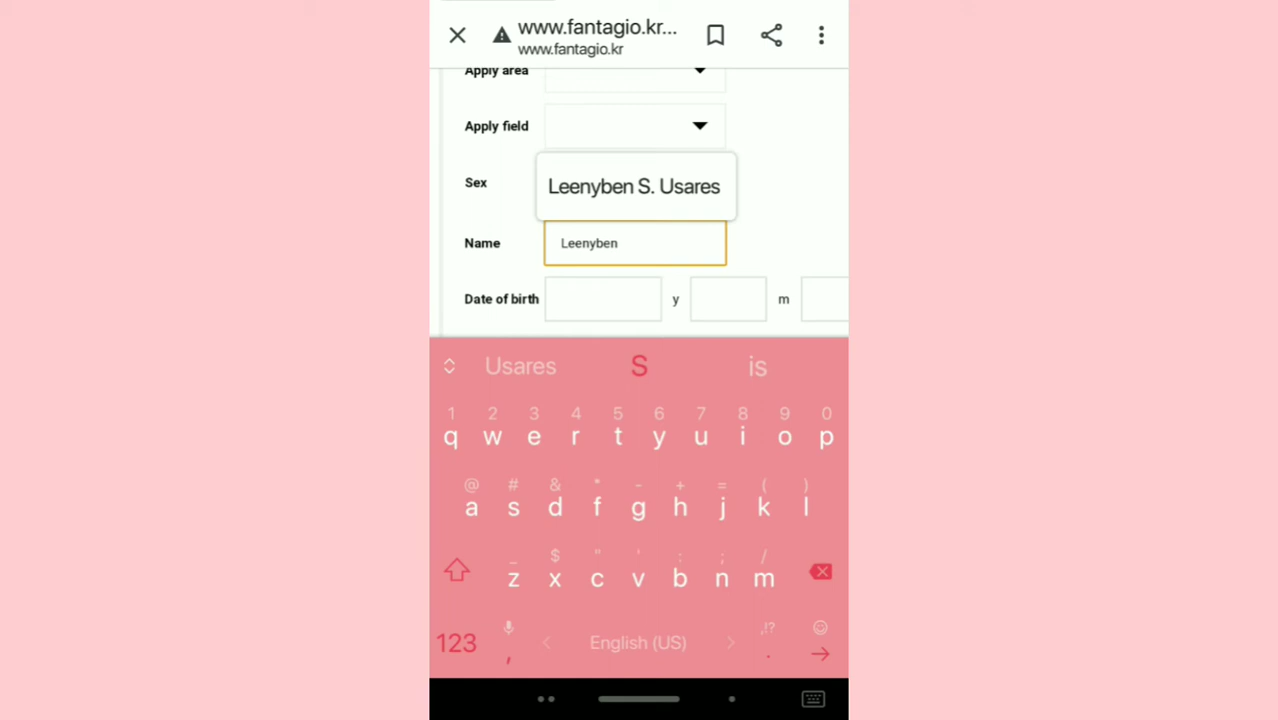 www.fantagio.kr...
www.fantagio.kr
Apply area
Apply field
Sex
Leenyben S. Usares
Name Leenyben
Date of birth y m
Usares S is
1 2 3 4 5 6 7 8 9 0
q w e r t y u i o p
@ # & * - + = ( )
a s d f g h j k l
_ $ " ' : ; /
z x c v b n m
,!?
123 , < English (US) > .